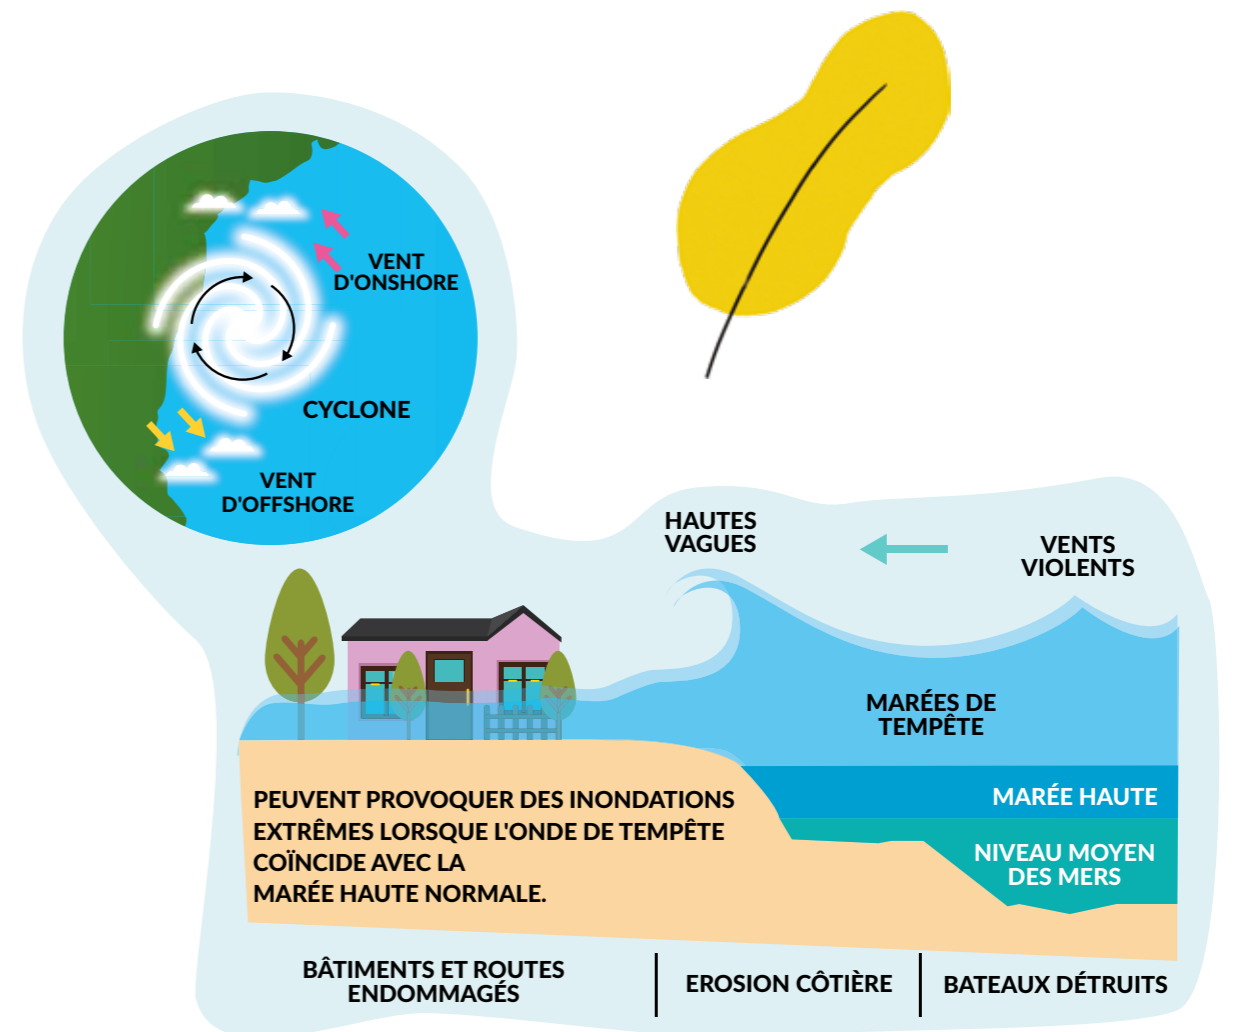 VENT
D'ONSHORE
CYCLONE
VENT
D'OFFSHORE
HAUTES
VAGUES
VENTS
VIOLENTS
MARÉES DE
TEMPÊTE
MARÉE HAUTE
NIVEAU MOYEN
DES MERS
PEUVENT PROVOQUER DES INONDATIONS
EXTRÊMES LORSQUE L'ONDE DE TEMPÊTE
COÏNCIDE AVEC LA
MARÉE HAUTE NORMALE.
BÂTIMENTS ET ROUTES
ENDOMMAGÉS
EROSION CÔTIÈRE
BATEAUX DÉTRUITS